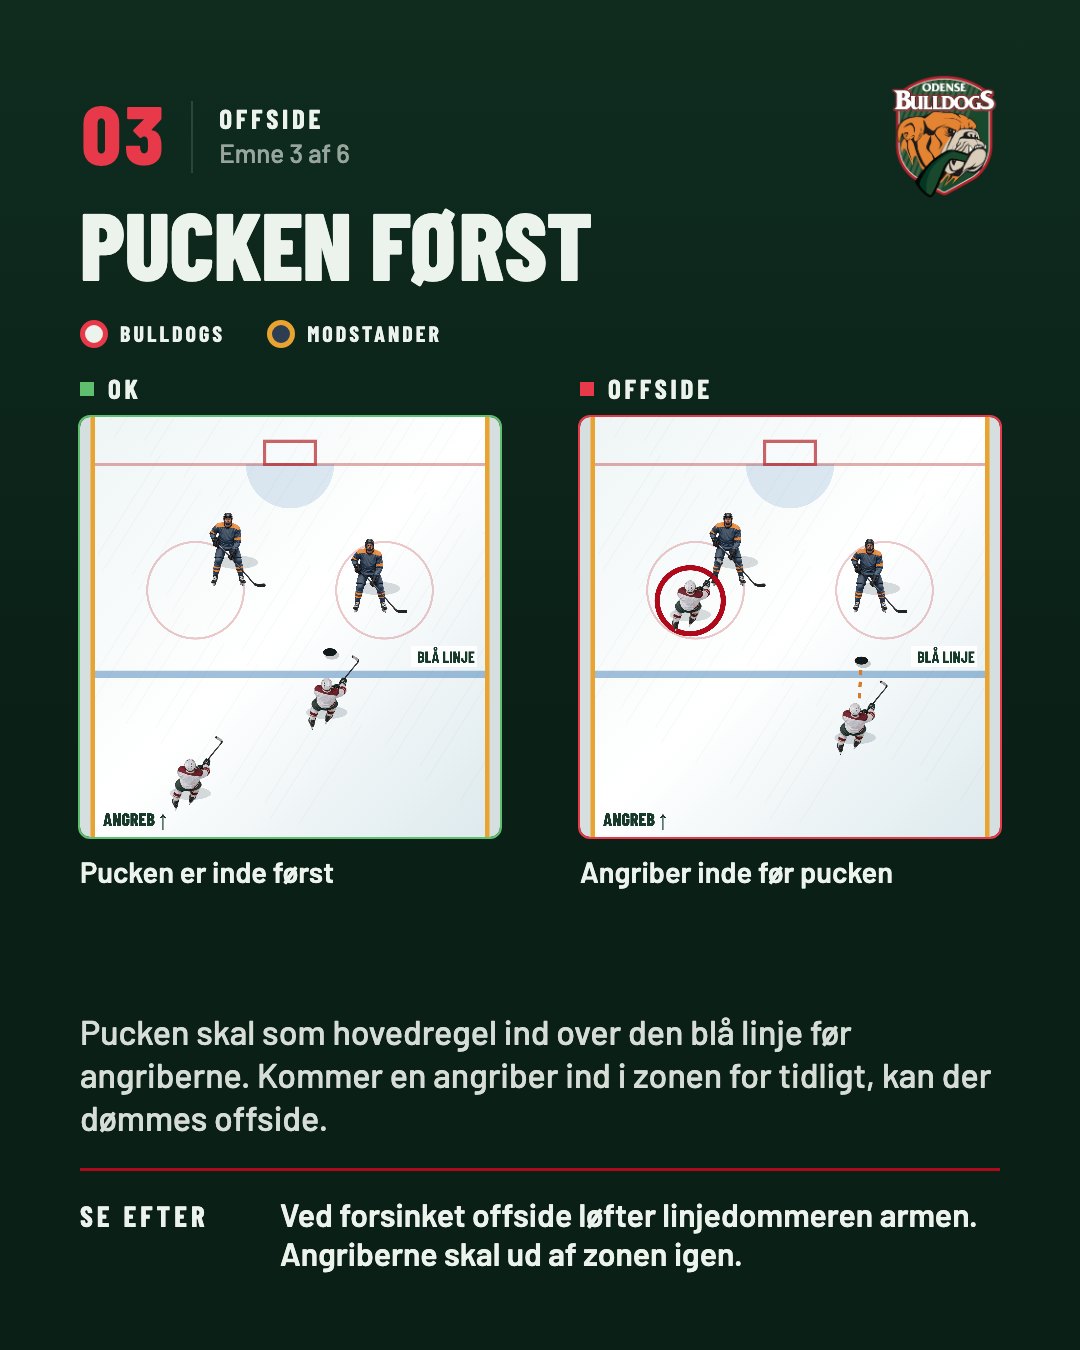 03
OFFSIDE
Emne 3 af 6
ODENSE
BULLDOGS
PUCKEN FØRST
BULLDOGS
MODSTANDER
OK
BLÅ LINJE
ANGREB ↑
Pucken er inde først
OFFSIDE
BLÅ LINJE
ANGREB ↑
Angriber inde før pucken
Pucken skal som hovedregel ind over den blå linje før
angriberne. Kommer en angriber ind i zonen for tidligt, kan der
dømmes offside.
SE EFTER
Ved forsinket offside løfter linjedommeren armen.
Angriberne skal ud af zonen igen.